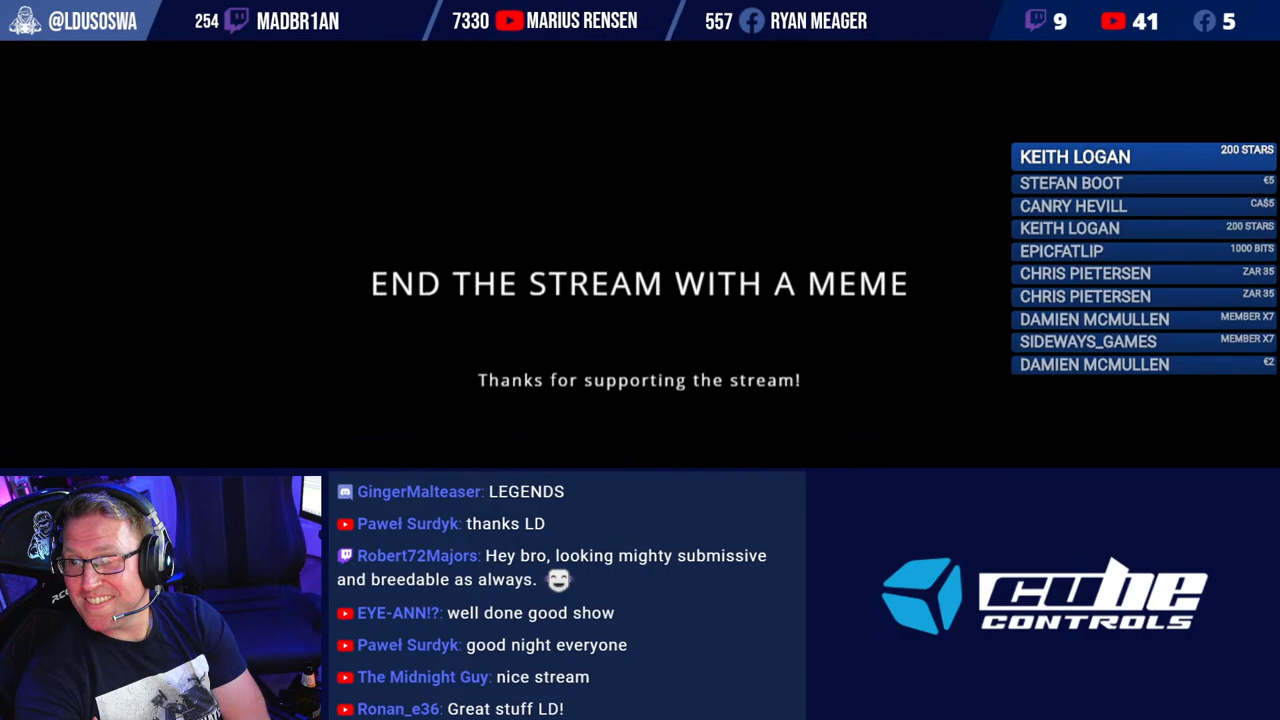 @LDUSOSWA
254 MADBR1AN
7330 MARIUS RENSEN
557 RYAN MEAGER
9
41
5
KEITH LOGAN 200 STARS
STEFAN BOOT €5
CANRY HEVILL CA$5
KEITH LOGAN 200 STARS
EPICFATLIP 1000 BITS
CHRIS PIETERSEN ZAR 35
CHRIS PIETERSEN ZAR 35
DAMIEN MCMULLEN MEMBER X7
SIDEWAYS_GAMES MEMBER X7
DAMIEN MCMULLEN €2
END THE STREAM WITH A MEME
Thanks for supporting the stream!
GingerMalteaser: LEGENDS
Paweł Surdyk: thanks LD
Robert72Majors: Hey bro, looking mighty submissive
and breedable as always.
EYE-ANN!?: well done good show
Paweł Surdyk: good night everyone
The Midnight Guy: nice stream
Ronan_e36: Great stuff LD!
cube
CONTROLS